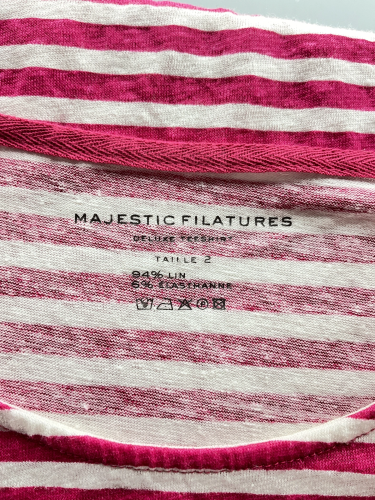 MAJESTIC FILATURES
DELUXE TEESHIRT
TAILLE 2
94% LIN
6% ELASTHANNE